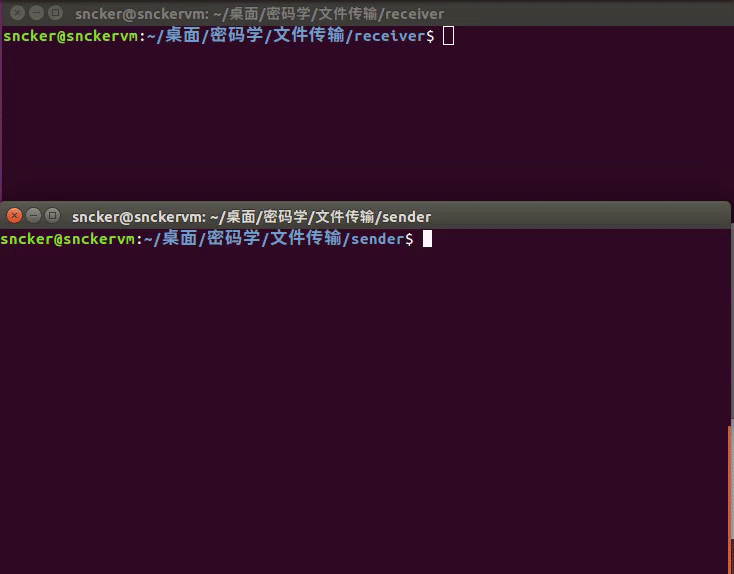 sncker@snckervm: ~/桌面/密码学/文件传输/receiver
sncker@snckervm:~/桌面/密码学/文件传输/receiver$
sncker@snckervm: ~/桌面/密码学/文件传输/sender
sncker@snckervm:~/桌面/密码学/文件传输/sender$